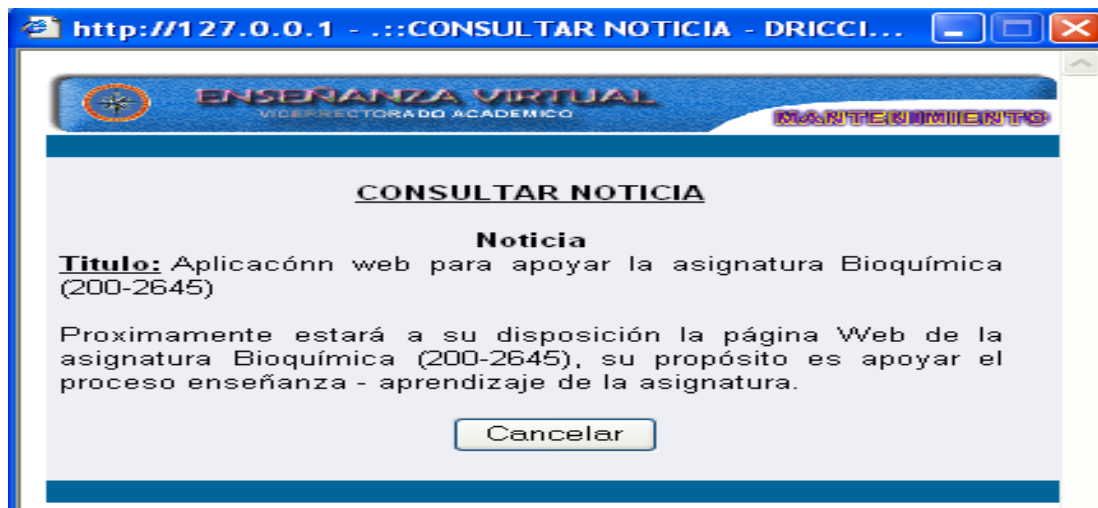 http://127.0.0.1 - .::CONSULTAR NOTICIA - DRICCI...
ENSEÑANZA VIRTUAL
VICERRECTORADO ACADEMICO
MANTENIMIENTO
CONSULTAR NOTICIA
Noticia
Titulo: Aplicacónn web para apoyar la asignatura Bioquímica
(200-2645)
Proximamente estará a su disposición la página Web de la
asignatura Bioquímica (200-2645), su propósito es apoyar el
proceso enseñanza - aprendizaje de la asignatura.
Cancelar